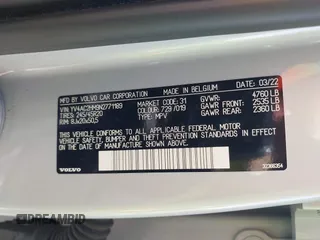 MFD BY VOLVO CAR CORPORATION MADE IN BELGIUM 03/22
VIN: YV4AC2HM9N2771189 MARKET CODE: 31 GVWR: 4760 LB
TIRES: 245/45R20 COLOUR: 729 /019 GAWR FRONT: 2535 LB
RIM: 8Jx20x50.5 TYPE: MPV GAWR REAR: 2360 LB
THIS VEHICLE CONFORMS TO ALL APPLICABLE U.S. FEDERAL MOTOR
VEHICLE SAFETY, BUMPER, AND THEFT PREVENTION STANDARDS
IN EFFECT ON THE DATE OF MANUFACTURE SHOWN ABOVE.
VOLVO 32366354
DREAMBID